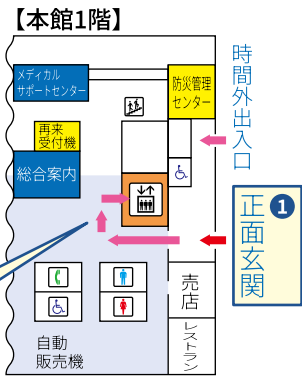 【本館1階】
メディカル
サポートセンター
防災管理
センター
時間外出入口
再来
受付機
総合案内
正面玄関
1
売店
レストラン
自動
販売機